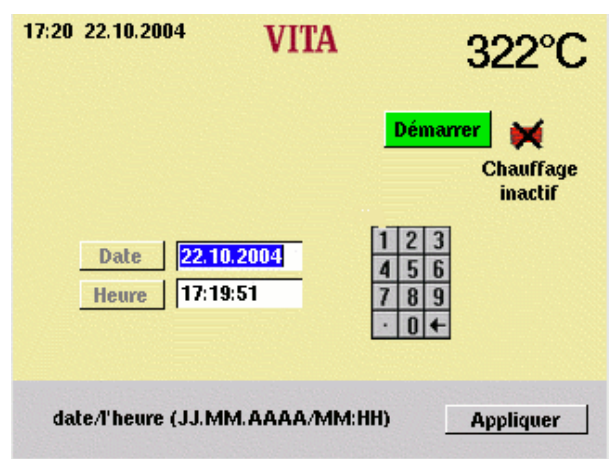 17:20 22.10.2004
VITA
322°C
Démarrer
Chauffage
inactif
Date 22.10.2004
Heure 17:19:51
1 2 3
4 5 6
7 8 9
· 0 ←
date/l'heure (JJ.MM.AAAA/MM:HH)
Appliquer